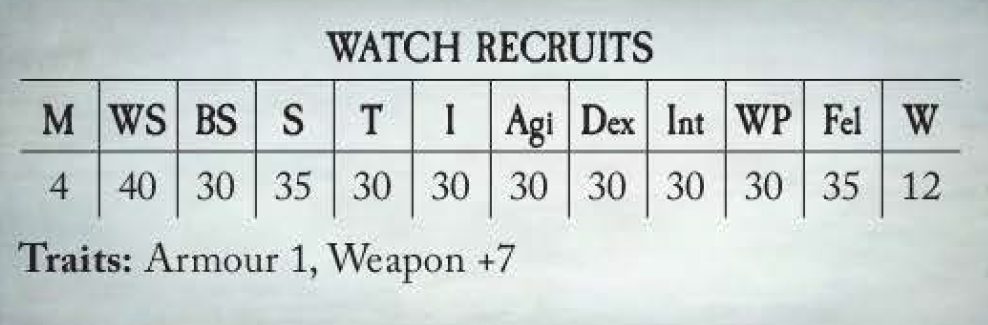 WATCH RECRUITS
M WS BS S T I Agi Dex Int WP Fel W
4 40 30 35 30 30 30 30 30 30 35 12
Traits: Armour 1, Weapon +7